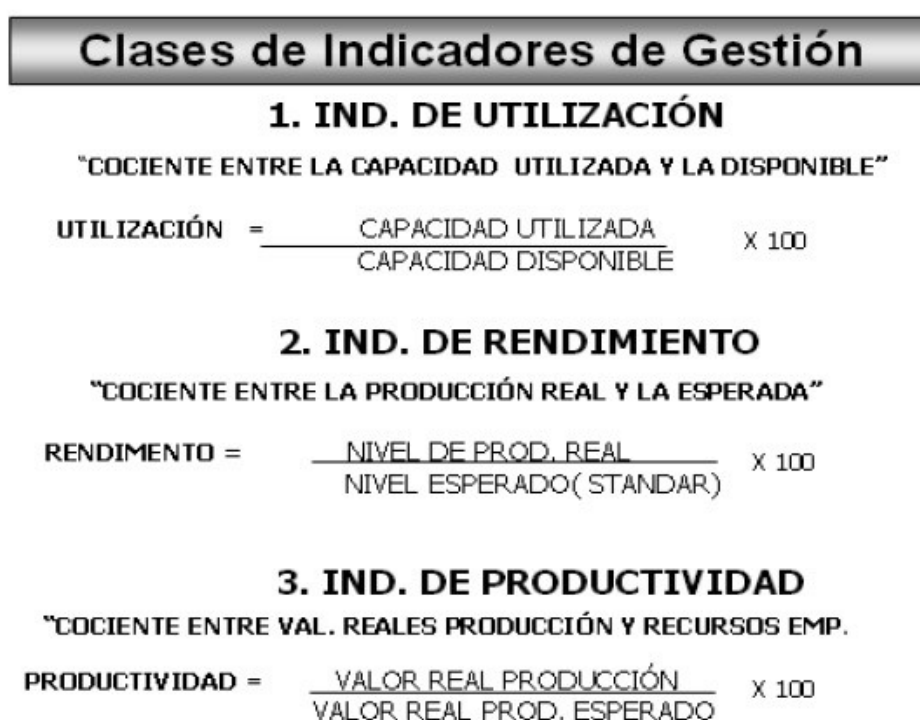 Clases de Indicadores de Gestión
1. IND. DE UTILIZACIÓN
"COCIENTE ENTRE LA CAPACIDAD UTILIZADA Y LA DISPONIBLE"
UTILIZACIÓN = CAPACIDAD UTILIZADA X 100
CAPACIDAD DISPONIBLE
2. IND. DE RENDIMIENTO
"COCIENTE ENTRE LA PRODUCCIÓN REAL Y LA ESPERADA"
RENDIMENTO = NIVEL DE PROD. REAL X 100
NIVEL ESPERADO( STANDAR)
3. IND. DE PRODUCTIVIDAD
"COCIENTE ENTRE VAL. REALES PRODUCCIÓN Y RECURSOS EMP.
PRODUCTIVIDAD = VALOR REAL PRODUCCIÓN X 100
VALOR REAL PROD. ESPERADO